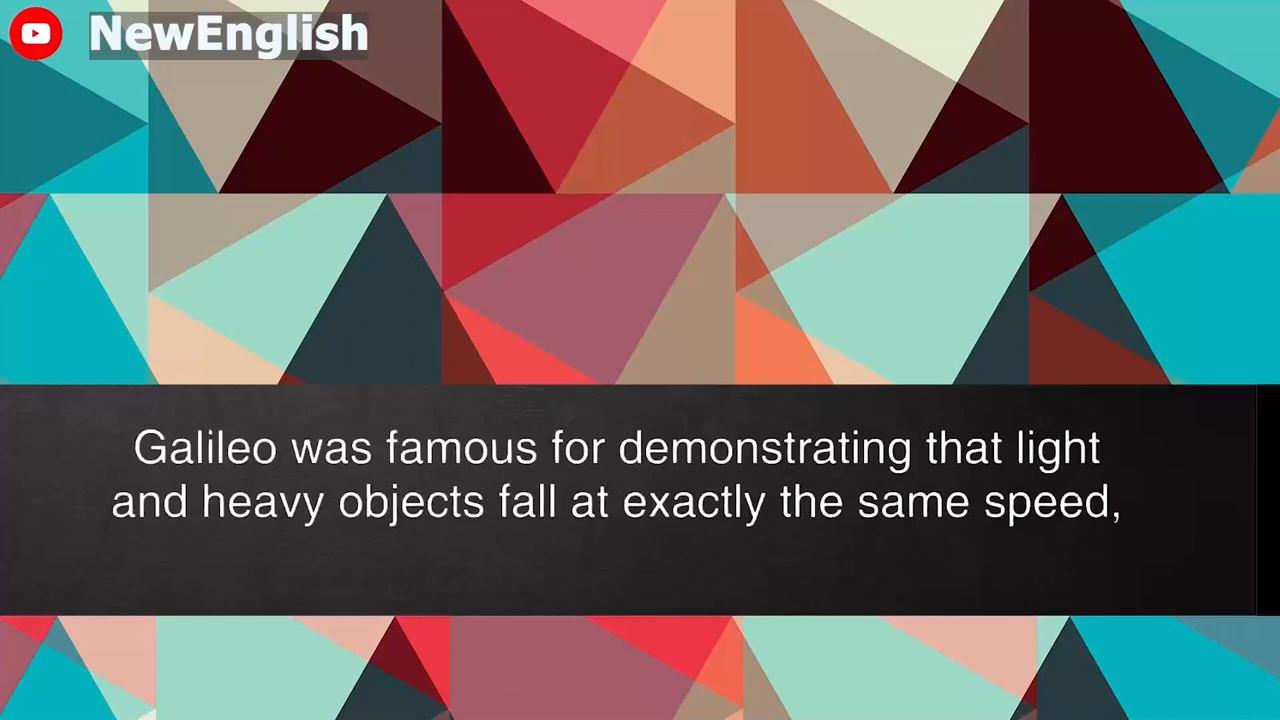 NewEnglish
Galileo was famous for demonstrating that light
and heavy objects fall at exactly the same speed,